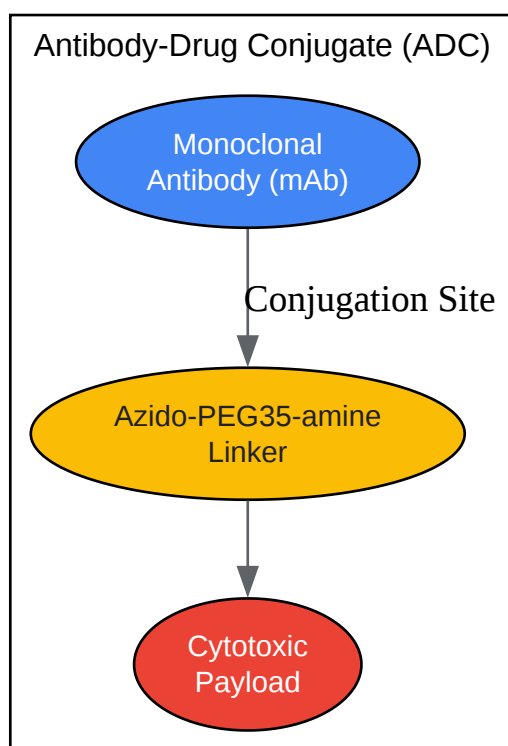 Antibody-Drug Conjugate (ADC)
Monoclonal
Antibody (mAb)
Conjugation Site
Azido-PEG35-amine
Linker
Cytotoxic
Payload